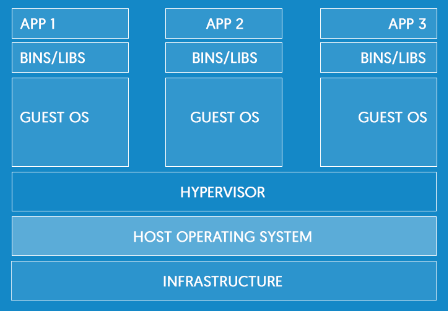 APP 1
APP 2
APP 3
BINS/LIBS
BINS/LIBS
BINS/LIBS
GUEST OS
GUEST OS
GUEST OS
HYPERVISOR
HOST OPERATING SYSTEM
INFRASTRUCTURE